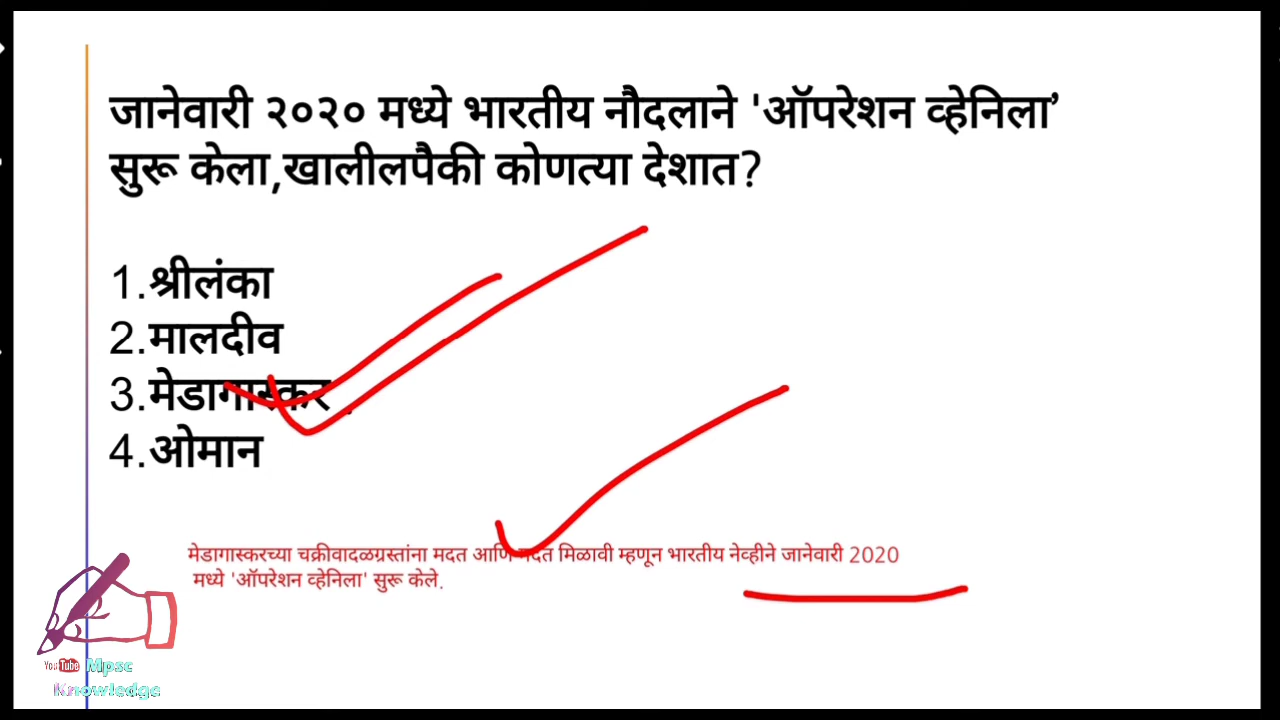 जानेवारी २०२० मध्ये भारतीय नौदलाने 'ऑपरेशन व्हेनिला’
सुरू केला,खालीलपैकी कोणत्या देशात?
1.श्रीलंका
2.मालदीव
3.मेडागास्कर .
4.ओमान
मेडागास्करच्या चक्रीवादळग्रस्तांना मदत आणि मदत मिळावी म्हणून भारतीय नेव्हीने जानेवारी 2020
मध्ये 'ऑपरेशन व्हेनिला' सुरू केले.
YouTube Mpsc
Knowledge